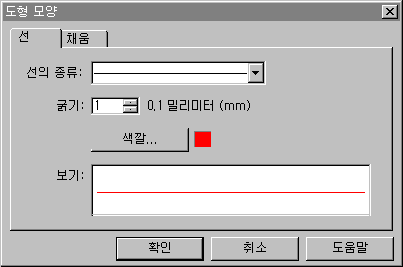 도형 모양
선 채움
선의 종류:
굵기: 1 0.1 밀리미터 (mm)
색깔...
보기:
확인 취소 도움말